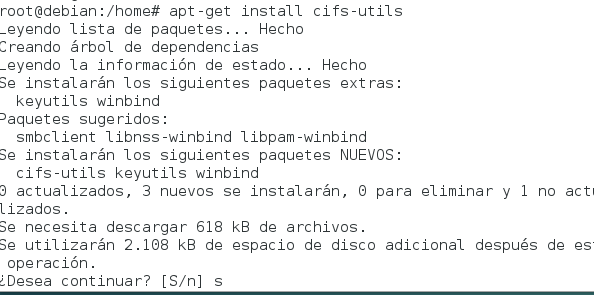 root@debian:/home# apt-get install cifs-utils
Leyendo lista de paquetes... Hecho
Creando árbol de dependencias
Leyendo la información de estado... Hecho
Se instalarán los siguientes paquetes extras:
  keyutils winbind
Paquetes sugeridos:
  smbclient libnss-winbind libpam-winbind
Se instalarán los siguientes paquetes NUEVOS:
  cifs-utils keyutils winbind
0 actualizados, 3 nuevos se instalarán, 0 para eliminar y 1 no actu
lizados.
Se necesita descargar 618 kB de archivos.
Se utilizarán 2.108 kB de espacio de disco adicional después de es
 operación.
¿Desea continuar? [S/n] s